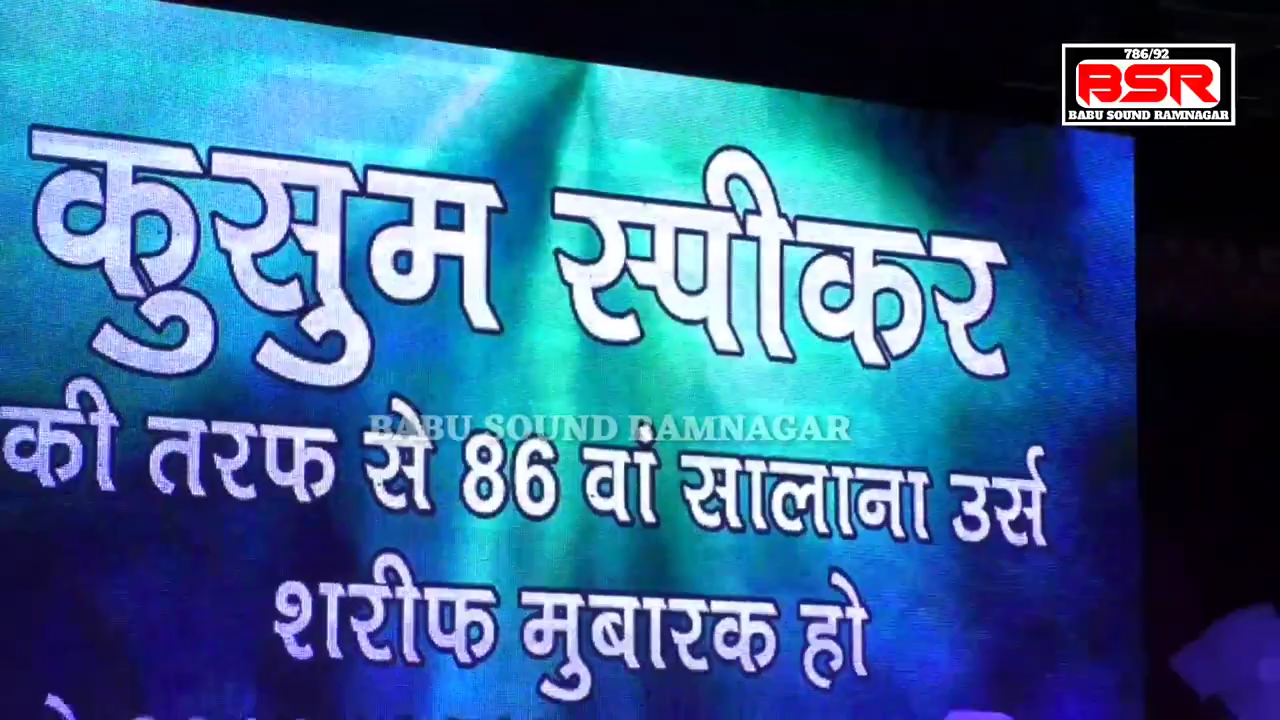 786/92
BSR
BABU SOUND RAMNAGAR
कुसुम स्पीकर
की तरफ से 86 वां सालाना उर्स
BABU SOUND RAMNAGAR
शरीफ मुबारक हो